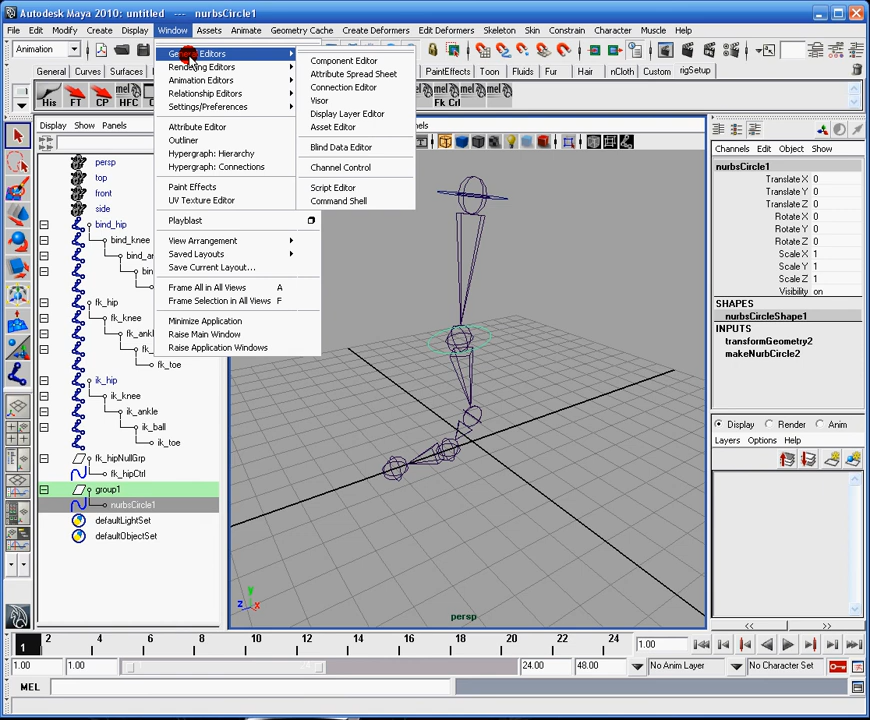 Autodesk Maya 2010: untitled --- nurbsCircle1
File Edit Modify Create Display Window Assets Animate Geometry Cache Create Deformers Edit Deformers Skeleton Skin Constrain Character Muscle Help
Animation
General Curves Surfaces PaintEffects Toon Fluids Fur Hair nCloth Custom rigSetup
His FT CP HFC Fk Crl
mel mel mel
Display Show Panels
persp
top
front
side
bind_hip
bind_knee
bind_an
bin
fk_hip
fk_knee
fk_ankl
fk_
fk_toe
ik_hip
ik_knee
ik_ankle
ik_ball
ik_toe
fk_hipNullGrp
fk_hipCtrl
group1
nurbsCircle1
defaultLightSet
defaultObjectSet
General Editors
Rendering Editors
Animation Editors
Relationship Editors
Settings/Preferences
Attribute Editor
Outliner
Hypergraph: Hierarchy
Hypergraph: Connections
Paint Effects
UV Texture Editor
Playblast
View Arrangement
Saved Layouts
Save Current Layout...
Frame All in All Views A
Frame Selection in All Views F
Minimize Application
Raise Main Window
Raise Application Windows
Component Editor
Attribute Spread Sheet
Connection Editor
Visor
Display Layer Editor
Asset Editor
Blind Data Editor
Channel Control
Script Editor
Command Shell
nels
y
z x
persp
Channels Edit Object Show
nurbsCircle1
Translate X 0
Translate Y 0
Translate Z 0
Rotate X 0
Rotate Y 0
Rotate Z 0
Scale X 1
Scale Y 1
Scale Z 1
Visibility on
SHAPES
nurbsCircleShape1
INPUTS
transformGeometry2
makeNurbCircle2
Display Render Anim
Layers Options Help
1 2 4 6 8 10 12 14 16 18 20 22 24 1.00
1.00 1.00 1 24 24.00 48.00 No Anim Layer No Character Set
MEL